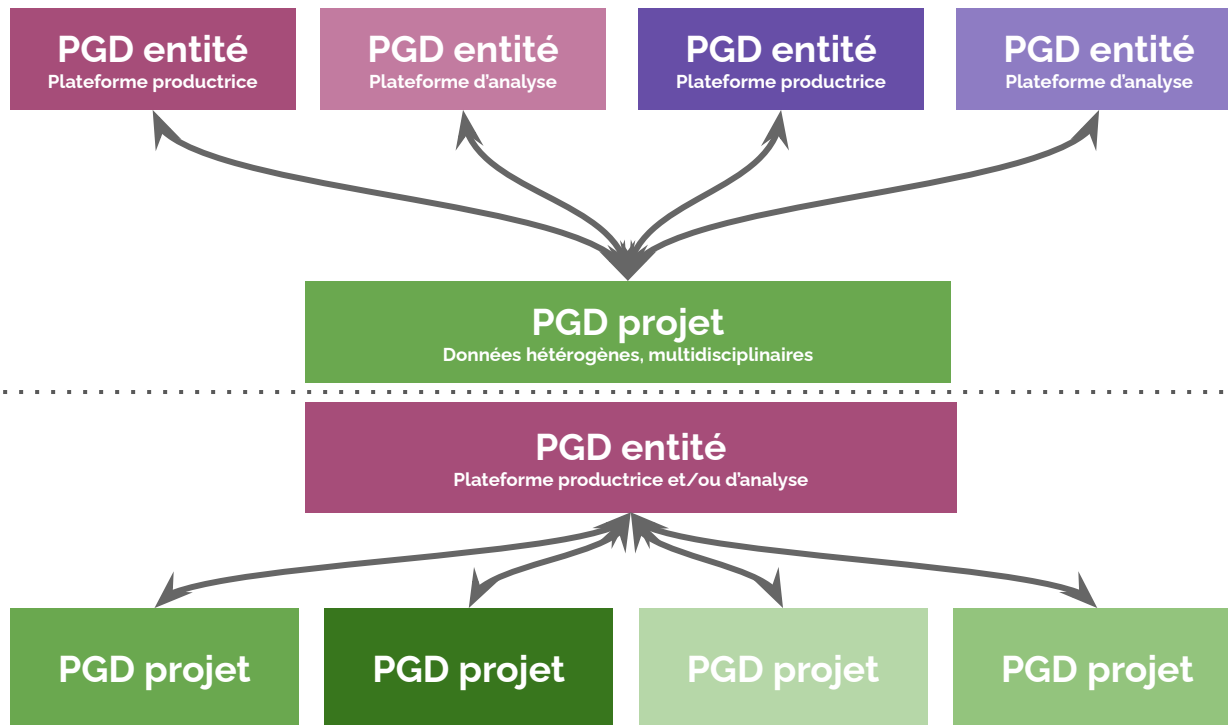 PGD entité
Plateforme productrice
PGD entité
Plateforme d'analyse
PGD entité
Plateforme productrice
PGD entité
Plateforme d'analyse
PGD projet
Données hétérogènes, multidisciplinaires
PGD entité
Plateforme productrice et/ou d'analyse
PGD projet
PGD projet
PGD projet
PGD projet